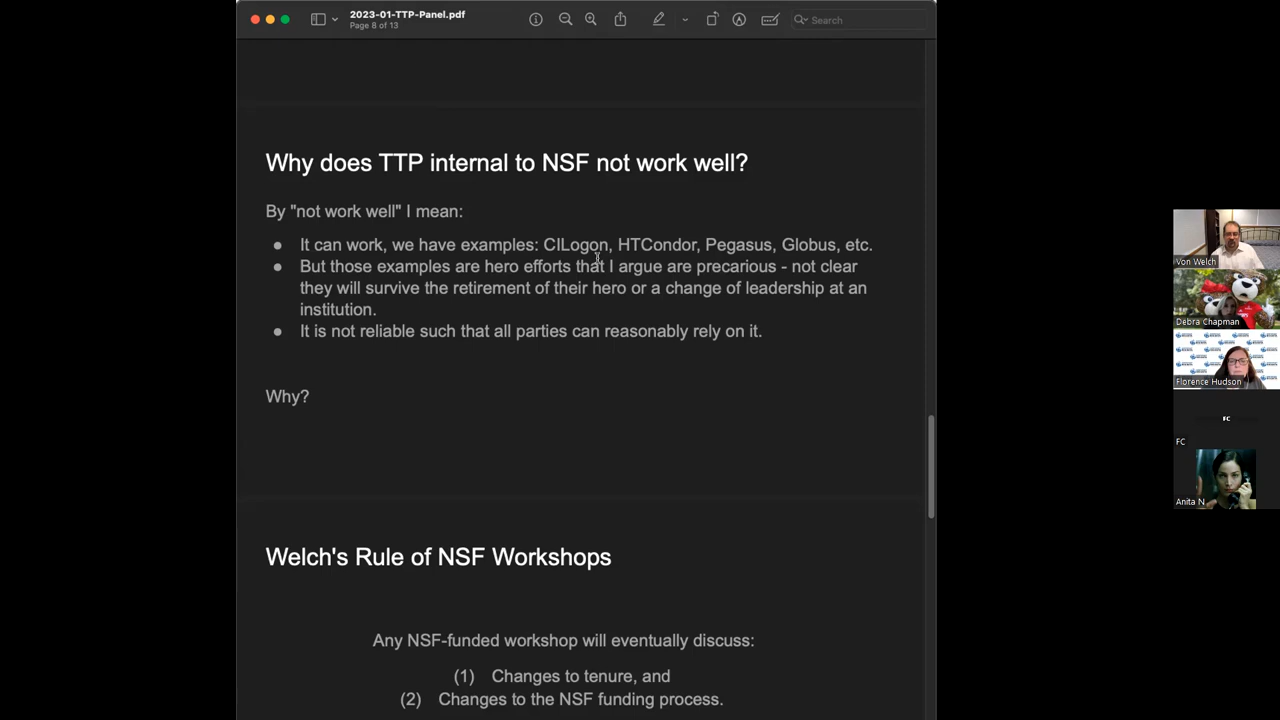 2023-01-TTP-Panel.pdf
Page 8 of 13
Search
Why does TTP internal to NSF not work well?
By "not work well" I mean:
● It can work, we have examples: CILogon, HTCondor, Pegasus, Globus, etc.
● But those examples are hero efforts that I argue are precarious - not clear
they will survive the retirement of their hero or a change of leadership at an
institution.
● It is not reliable such that all parties can reasonably rely on it.
Why?
Welch's Rule of NSF Workshops
Any NSF-funded workshop will eventually discuss:
(1) Changes to tenure, and
(2) Changes to the NSF funding process.
Von Welch
Debra Chapman
Florence Hudson
FC
FC
Anita N